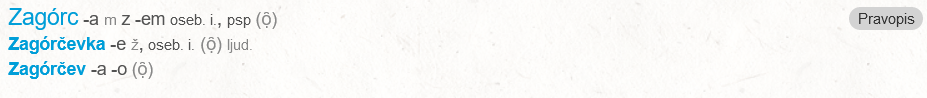 Zagórc -a m z -em oseb. i., psp (ọ̑)
Pravopis
Zagórčevka -e ž, oseb. i. (ọ̑) ljud.
Zagórčev -a -o (ọ̑)